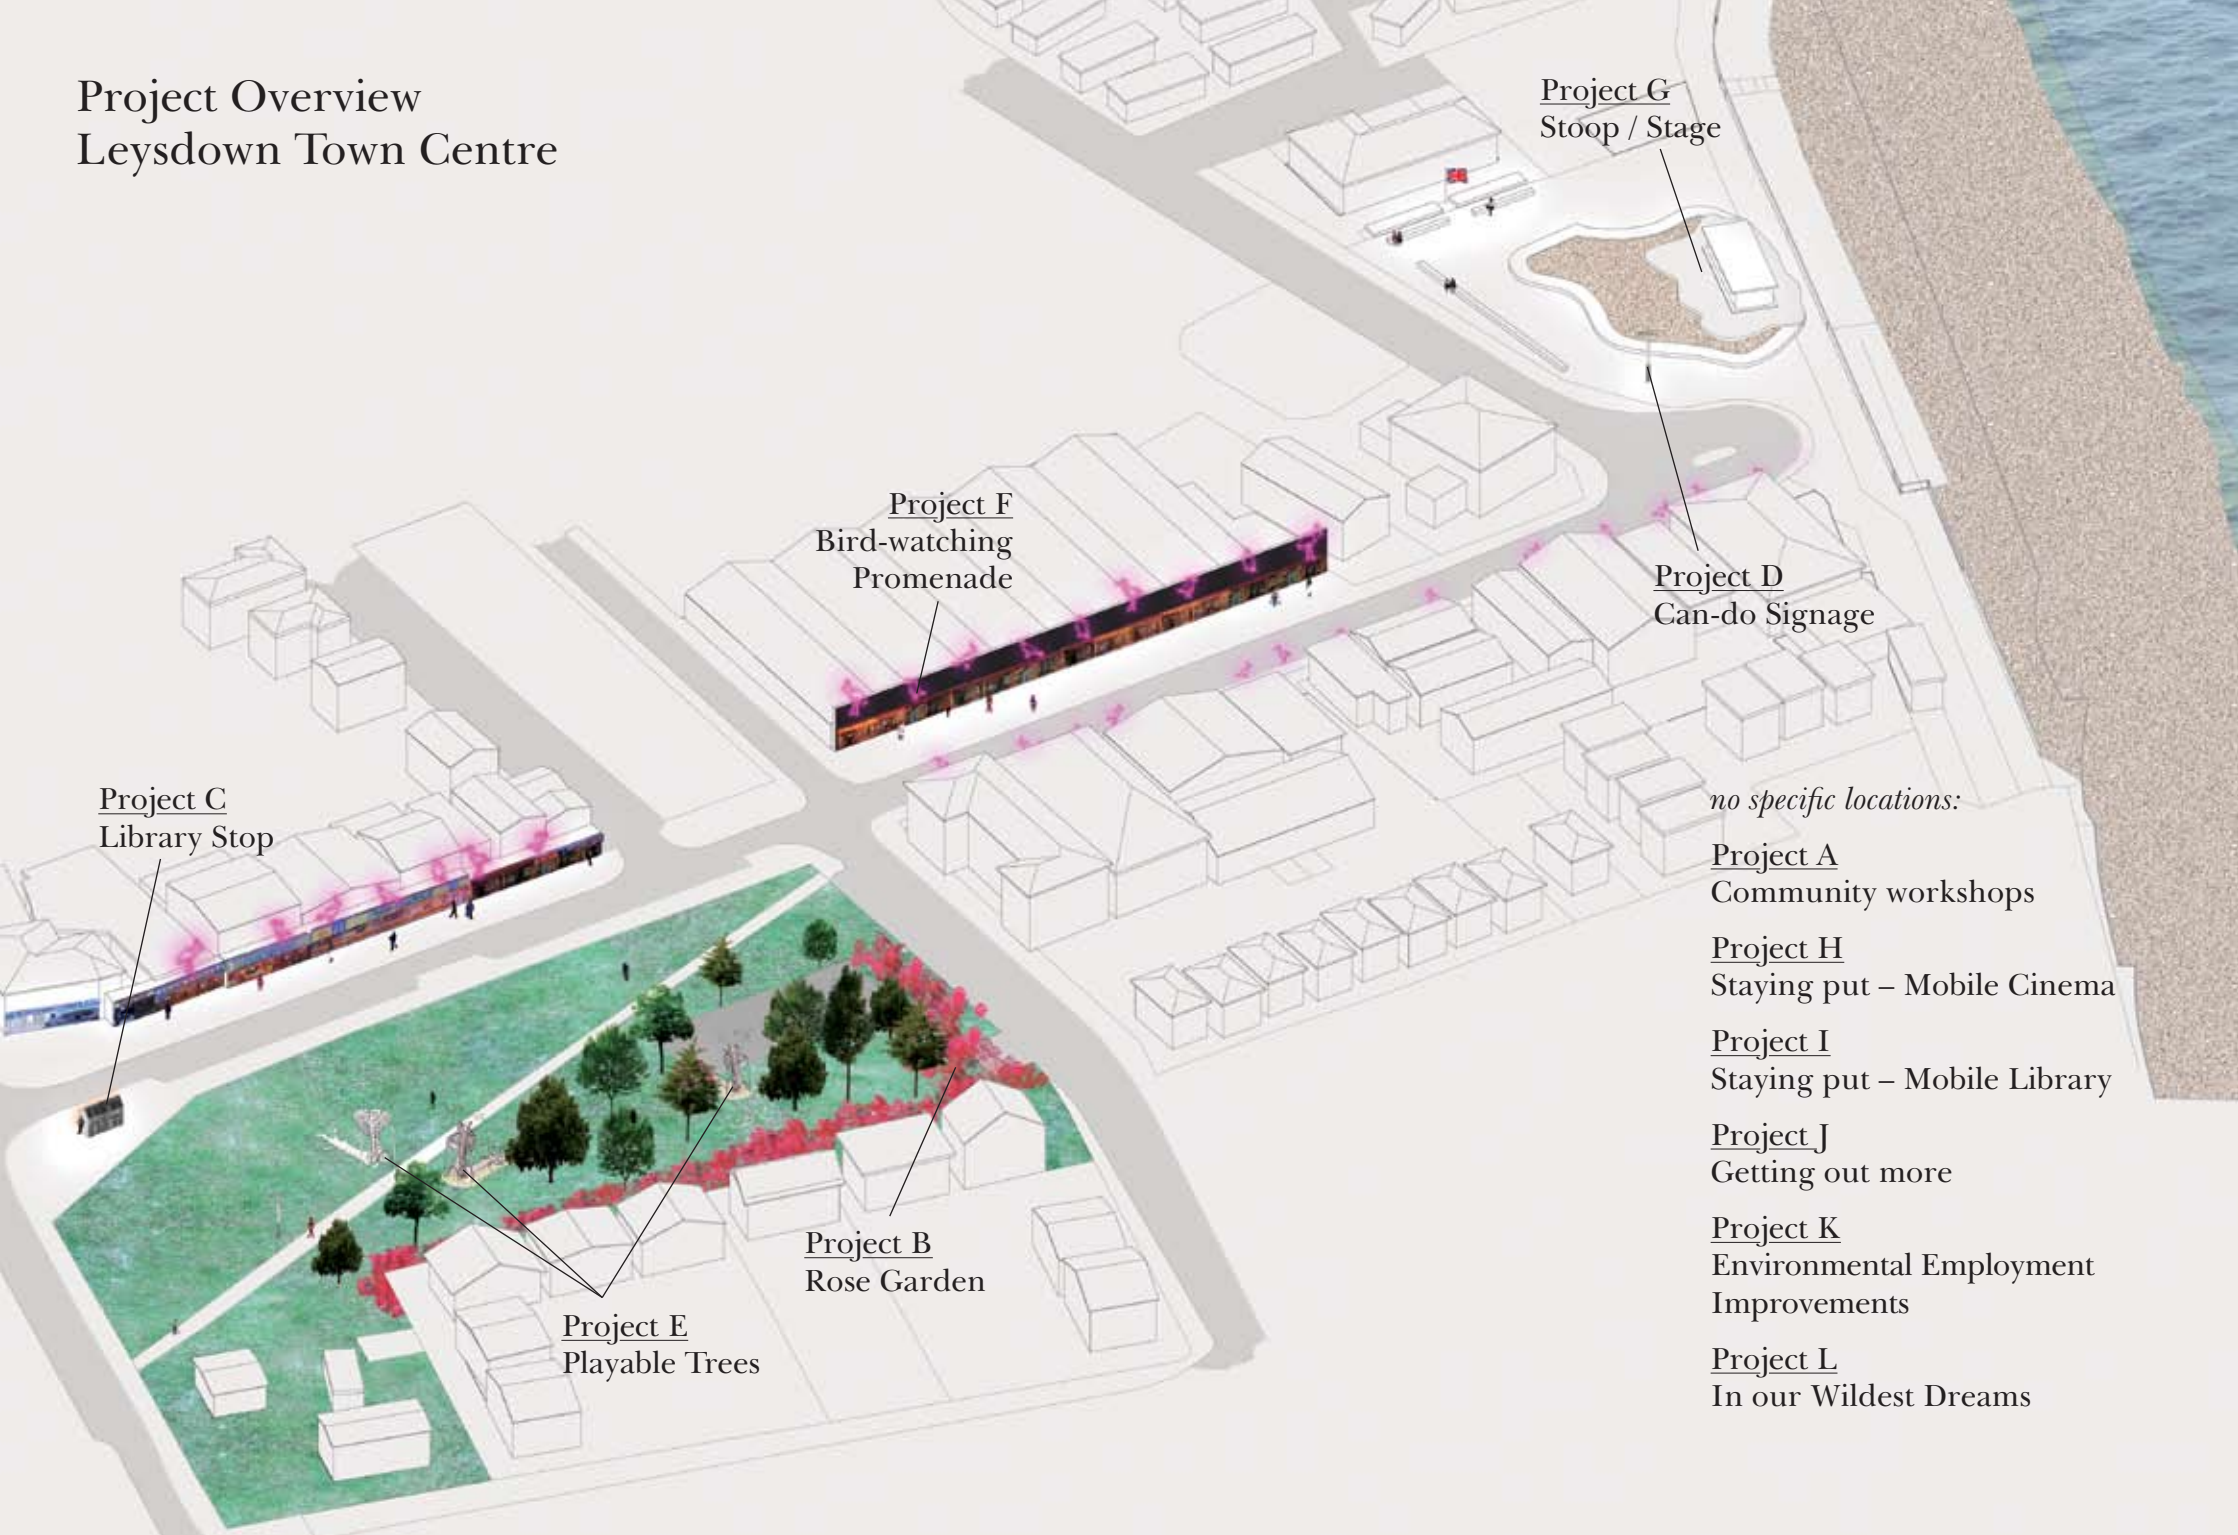 Project Overview
Leysdown Town Centre
Project G
Stoop / Stage
Project F
Bird-watching
Promenade
Project D
Can-do Signage
Project C
Library Stop
Project B
Rose Garden
Project E
Playable Trees
no specific locations:
Project A
Community workshops
Project H
Staying put – Mobile Cinema
Project I
Staying put – Mobile Library
Project J
Getting out more
Project K
Environmental Employment
Improvements
Project L
In our Wildest Dreams